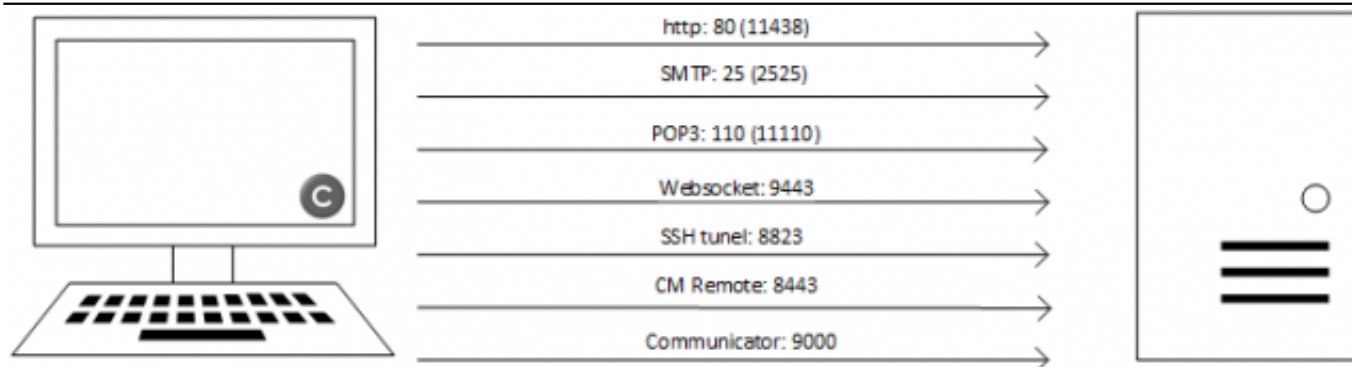 http: 80 (11438)
SMTP: 25 (2525)
POP3: 110 (11110)
Websocket: 9443
C
SSH tunel: 8823
CM Remote: 8443
Communicator: 9000